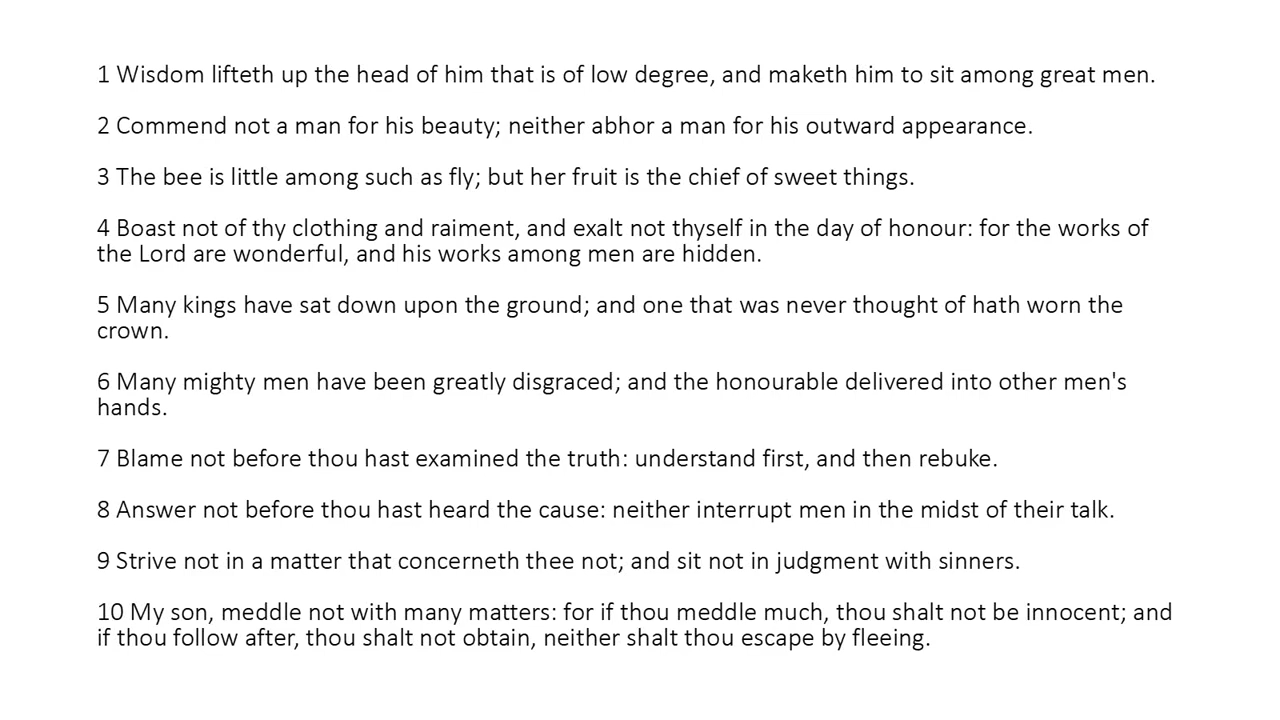 1 Wisdom lifteth up the head of him that is of low degree, and maketh him to sit among great men.
2 Commend not a man for his beauty; neither abhor a man for his outward appearance.
3 The bee is little among such as fly; but her fruit is the chief of sweet things.
4 Boast not of thy clothing and raiment, and exalt not thyself in the day of honour: for the works of
the Lord are wonderful, and his works among men are hidden.
5 Many kings have sat down upon the ground; and one that was never thought of hath worn the
crown.
6 Many mighty men have been greatly disgraced; and the honourable delivered into other men's
hands.
7 Blame not before thou hast examined the truth: understand first, and then rebuke.
8 Answer not before thou hast heard the cause: neither interrupt men in the midst of their talk.
9 Strive not in a matter that concerneth thee not; and sit not in judgment with sinners.
10 My son, meddle not with many matters: for if thou meddle much, thou shalt not be innocent; and
if thou follow after, thou shalt not obtain, neither shalt thou escape by fleeing.